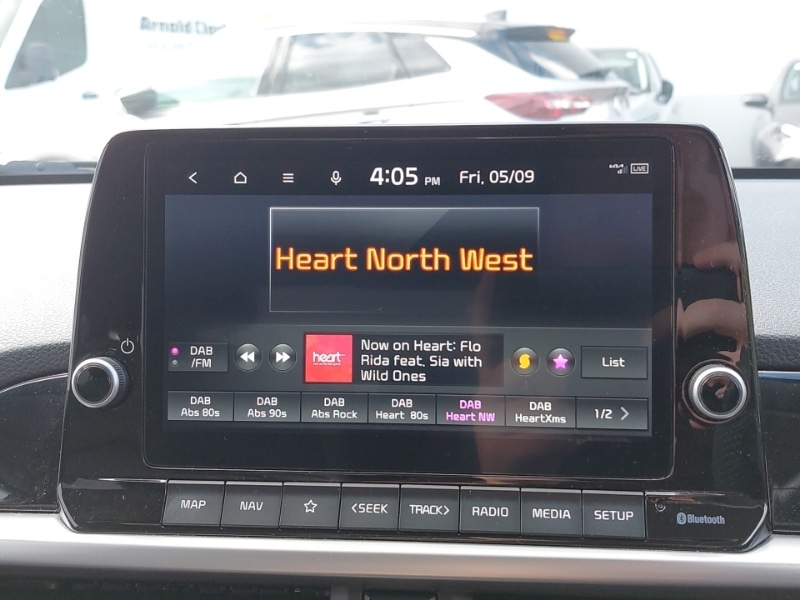 Arnold Clark
4:05 PM Fri, 05/09
LIVE
Heart North West
DAB
/FM
heart
Now on Heart: Flo
Rida feat. Sia with
Wild Ones
List
DAB
Abs 80s
DAB
Abs 90s
DAB
Abs Rock
DAB
Heart 80s
DAB
Heart NW
DAB
HeartXms
1/2
MAP
NAV
<SEEK
TRACK>
RADIO
MEDIA
SETUP
Bluetooth